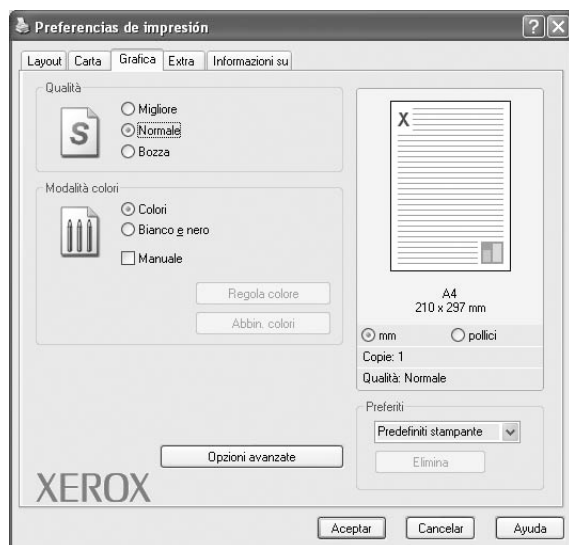 Preferencias de impresión
Layout Carta Grafica Extra Informazioni su
Qualità
S
Migliore
Normale
Bozza
Modalità colori
Colori
Bianco e nero
Manuale
Regola colore
Abbin. colori
X
A4
210 x 297 mm
mm pollici
Copie: 1
Qualità: Normale
Preferiti
Predefiniti stampante
Elimina
Opzioni avanzate
XEROX
Aceptar Cancelar Ayuda